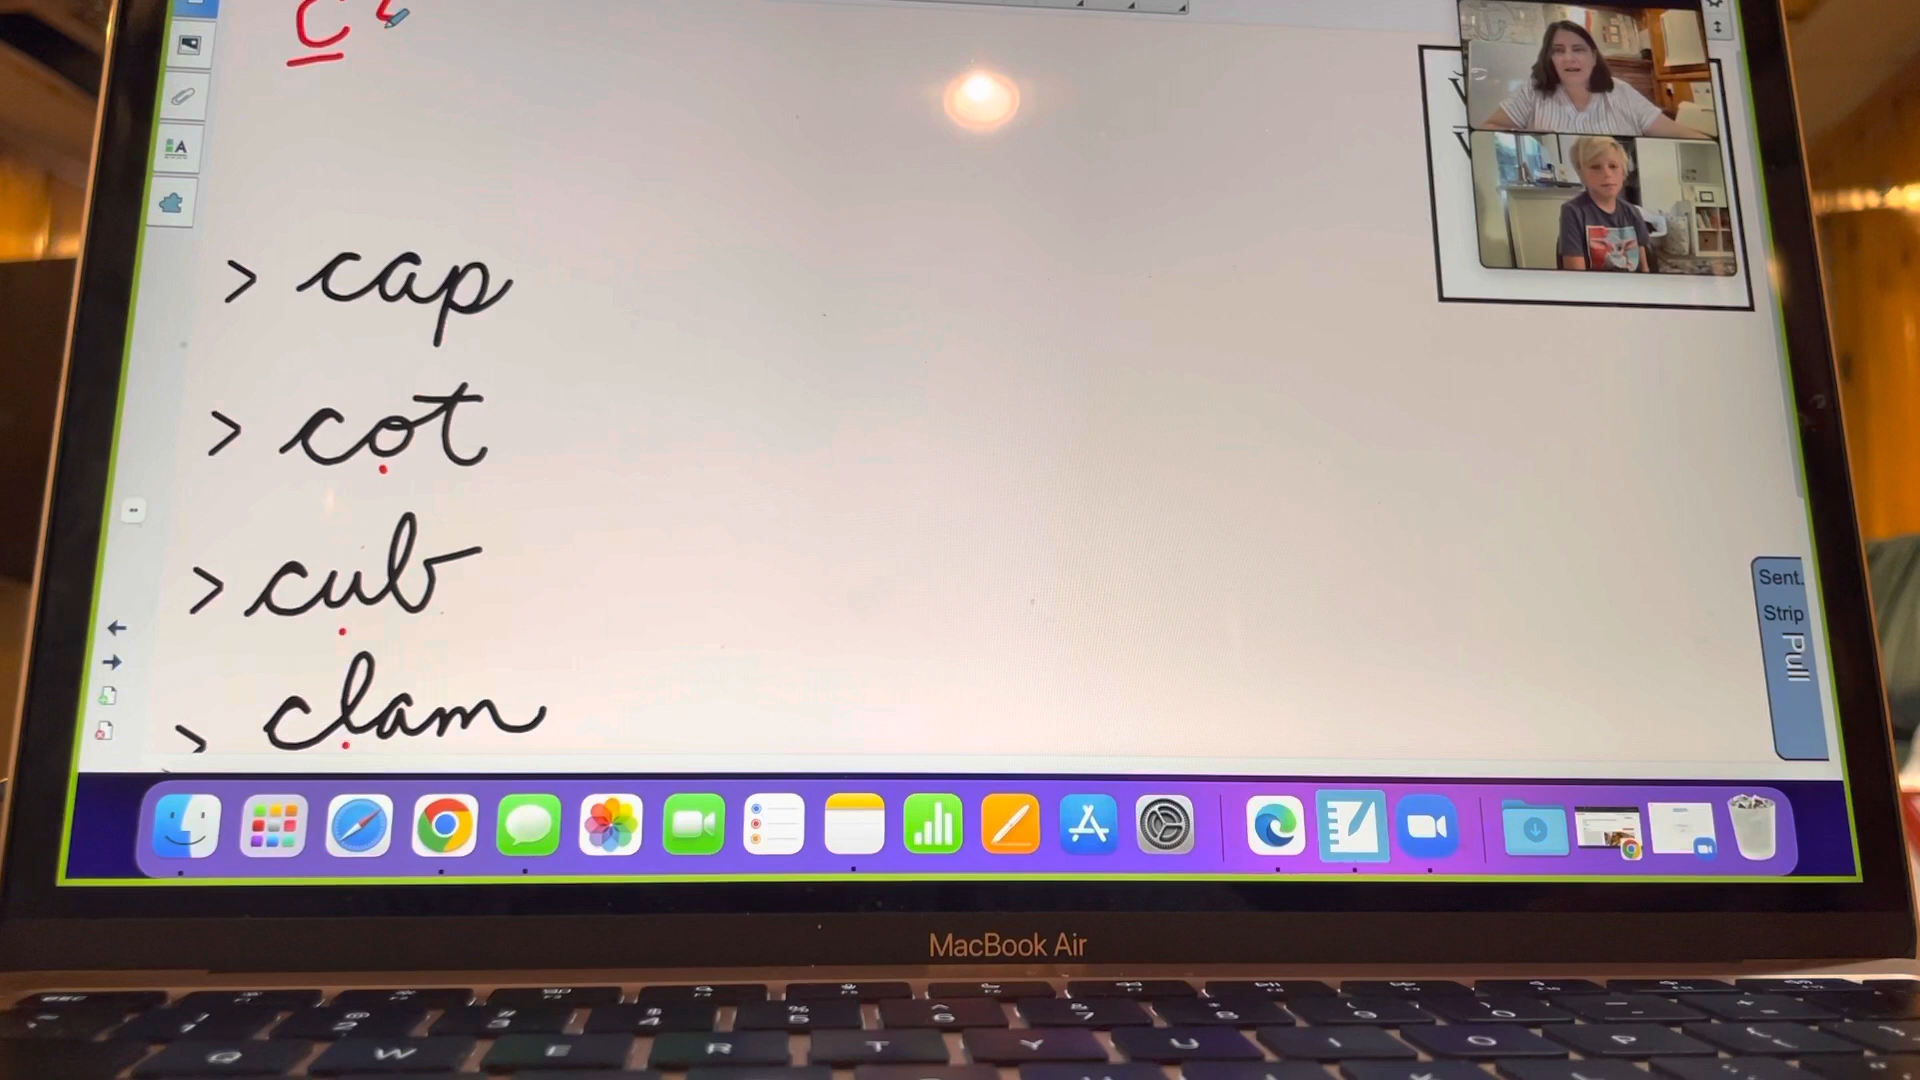 c
> cap
> cot
> cub
> clam
Sent.
Strip
Pull
MacBook Air
Q W E R T Y U I O P